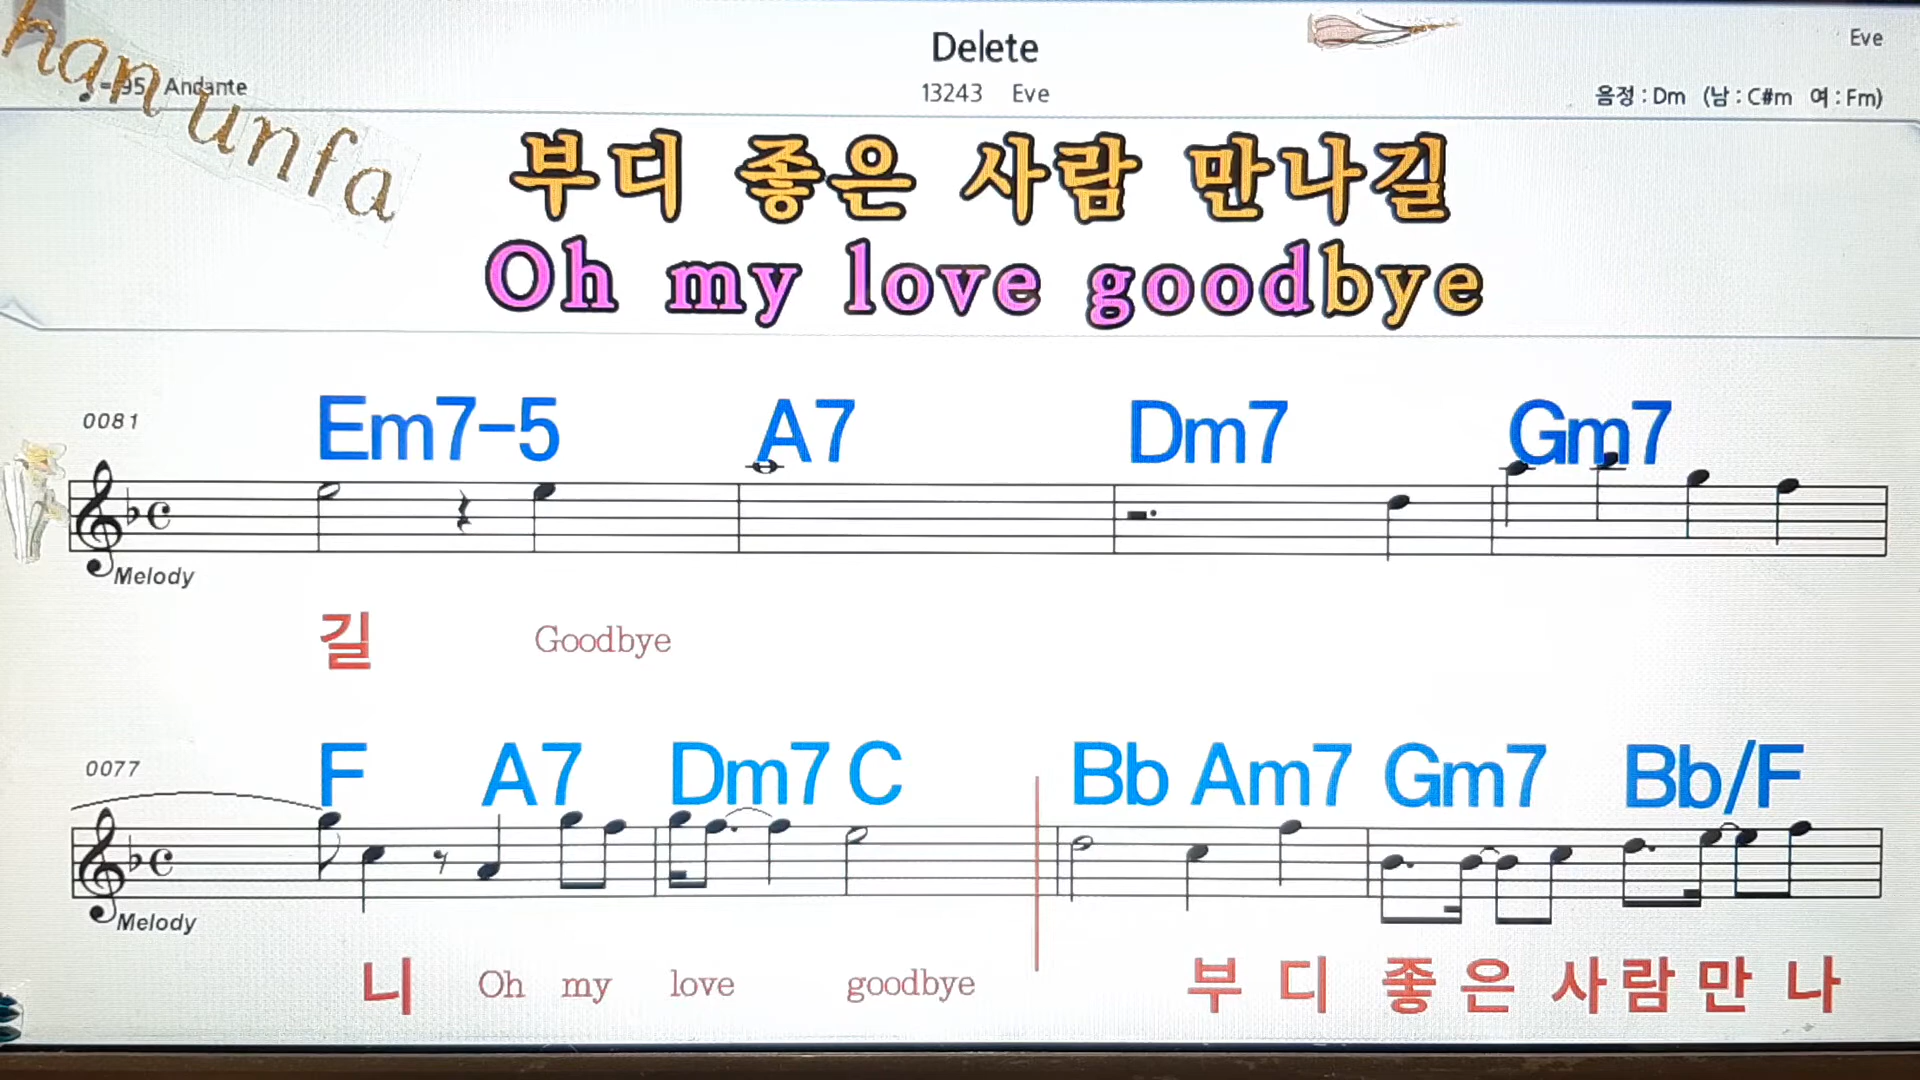 han unfa
Delete
Eve
♩=95 Andante
13243 Eve
음정 : Dm (남 : C#m 여 : Fm)
부디 좋은 사람 만나길
Oh my love goodbye
0081
Em7-5 A7 Dm7 Gm7
Melody
길 Goodbye
0077
F A7 Dm7 C Bb Am7 Gm7 Bb/F
Melody
니 Oh my love goodbye 부 디 좋 은 사 람 만 나